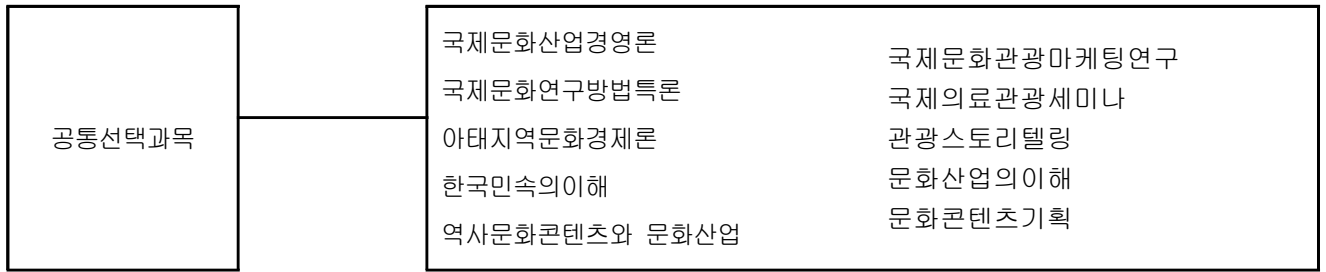 공통선택과목
국제문화산업경영론
국제문화연구방법특론
아태지역문화경제론
한국민속의이해
역사문화콘텐츠와 문화산업
국제문화관광마케팅연구
국제의료관광세미나
관광스토리텔링
문화산업의이해
문화콘텐츠기획